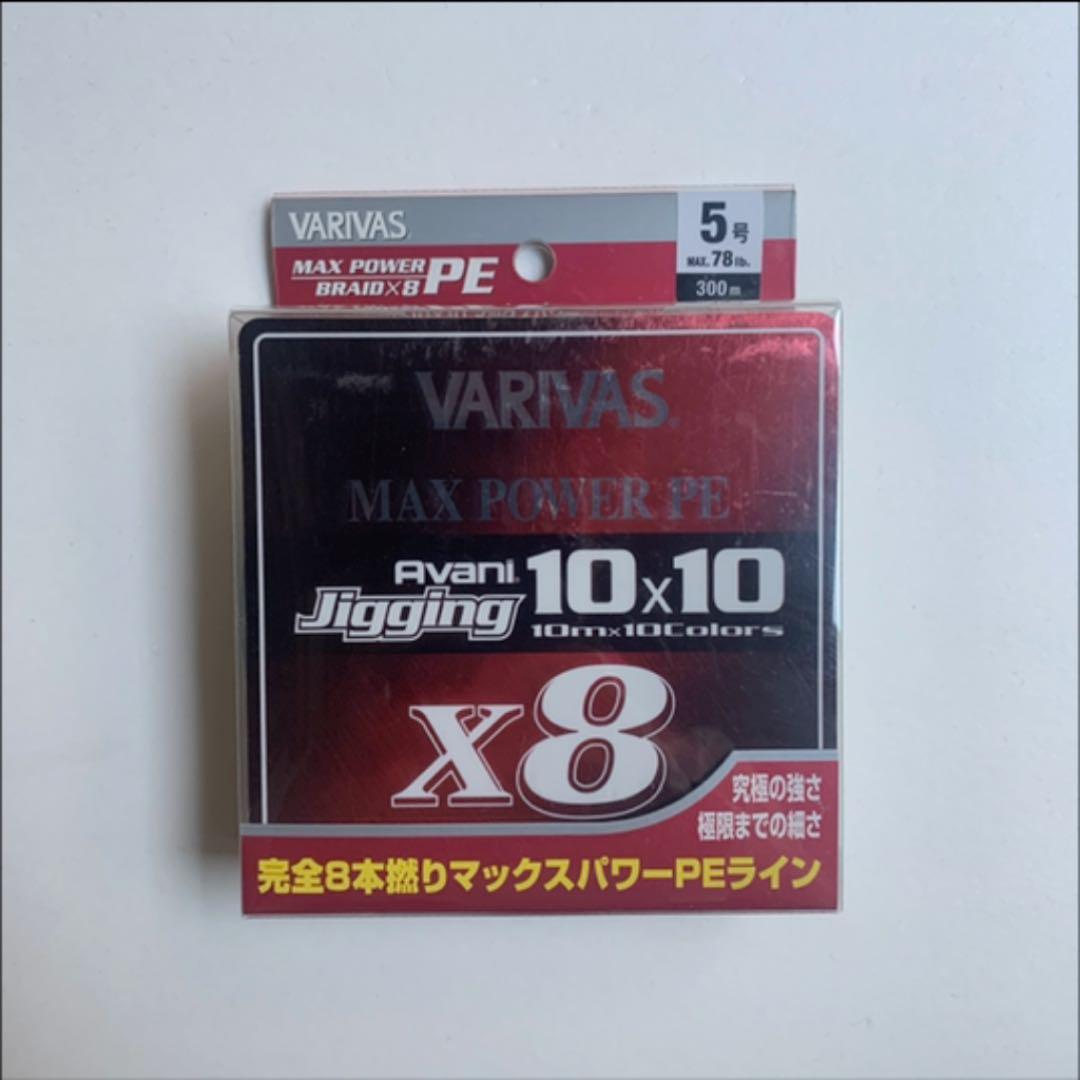 VARIVAS
MAX POWER
BRAID×8 PE
5号
MAX.78lb.
300m
VARIVAS
MAX POWER PE
Avani
Jigging 10x10
10m×10Colors
x8
究極の強さ
極限までの細さ
完全8本撚りマックスパワーPEライン